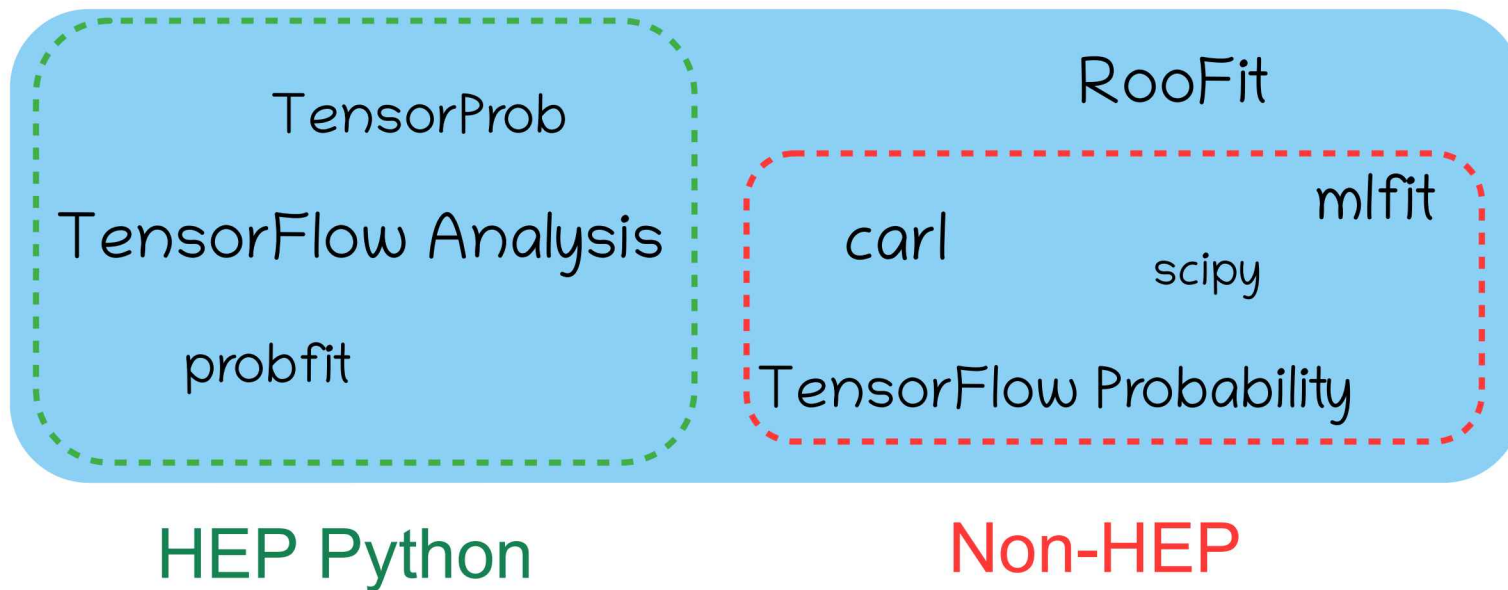 TensorProb
TensorFlow Analysis
probfit
RooFit
mlfit
carl
scipy
TensorFlow Probability
HEP Python
Non-HEP